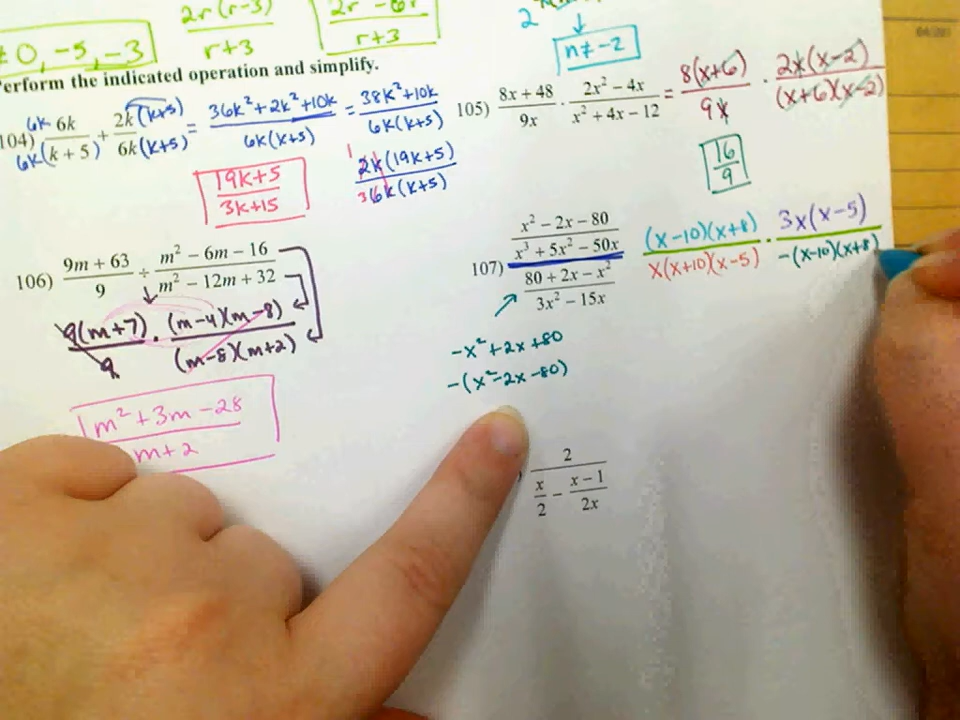 ≠ 0, -5, -3
2r(r-3)
r+3
r+3
2
n ≠ -2
Perform the indicated operation and simplify.
104) 6k 6k / 6k(k + 5) + 2k(k+5) / 6k(k+5) = 36k² + 2k² + 10k / 6k(k+5) = 38k² + 10k / 6k(k+5)
1 2k(19k+5) / 3 6k(k+5)
19k+5 / 3k+15
105) 8x + 48 / 9x · 2x² - 4x / x² + 4x - 12 = 8(x+6) / 9x · 2x(x-2) / (x+6)(x-2)
16 / 9
106) 9m + 63 / 9 ÷ m² - 6m - 16 / m² - 12m + 32
9(m+7) / 9 · (m-4)(m-8) / (m-8)(m+2)
m² + 3m - 28 / m+2
107) x² - 2x - 80 / x³ + 5x² - 50x
80 + 2x - x² / 3x² - 15x
(x-10)(x+8) / x(x+10)(x-5) · 3x(x-5) / -(x-10)(x+8)
-x² + 2x + 80
-(x² - 2x - 80)
2
x / 2 - x - 1 / 2x